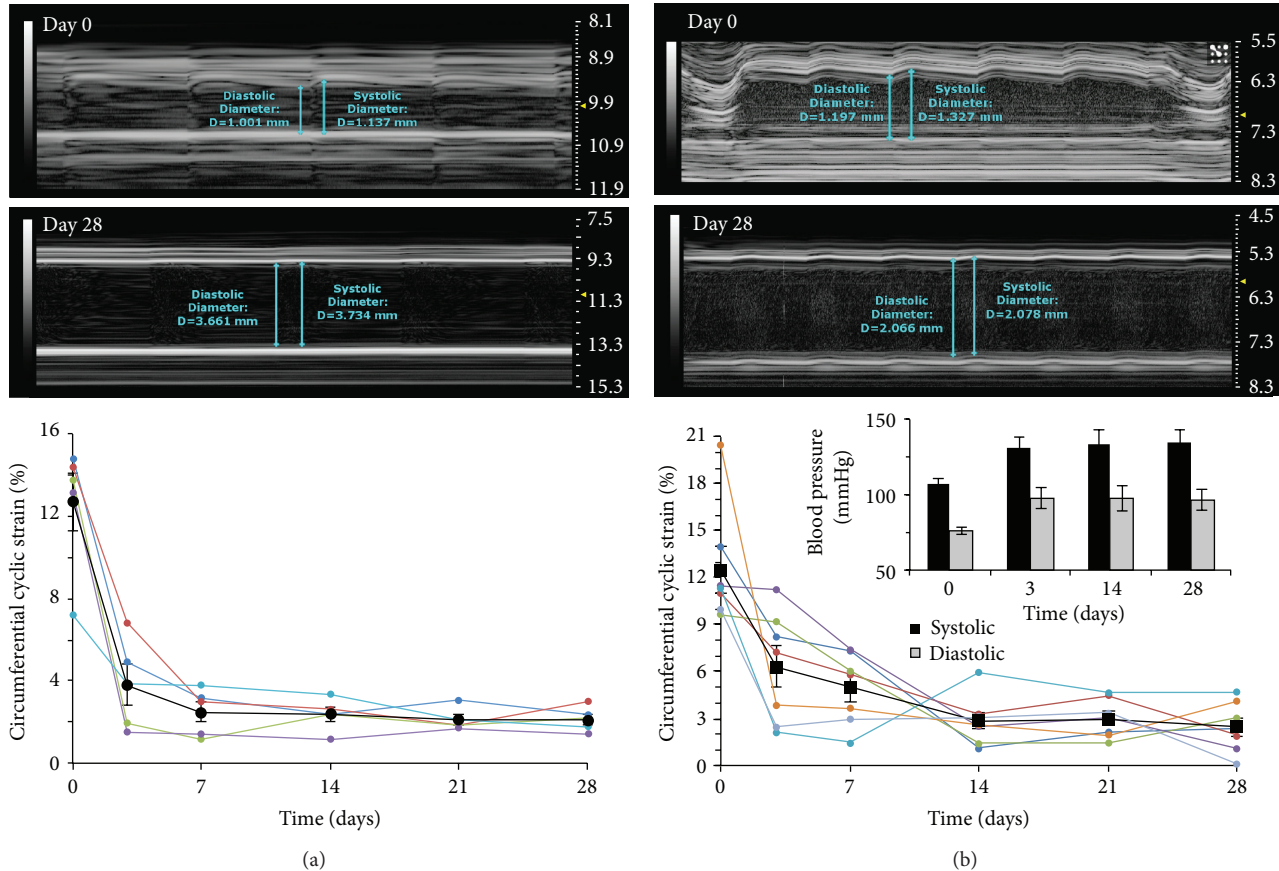 Day 0
8.1
8.9
9.9
10.9
11.9
Diastolic
Diameter:
D=1.001 mm
Systolic
Diameter:
D=1.137 mm
Day 28
7.5
9.3
11.3
13.3
15.3
Diastolic
Diameter:
D=3.661 mm
Systolic
Diameter:
D=3.734 mm
Circumferential cyclic strain (%)
16
12
8
4
0
0 7 14 21 28
Time (days)
(a)
Day 0
5.5
6.3
7.3
8.3
Diastolic
Diameter:
D=1.197 mm
Systolic
Diameter:
D=1.327 mm
Day 28
4.5
5.3
6.3
7.3
8.3
Diastolic
Diameter:
D=2.066 mm
Systolic
Diameter:
D=2.078 mm
Circumferential cyclic strain (%)
21
18
15
12
9
6
3
0
0 7 14 21 28
Time (days)
Blood pressure
(mmHg)
150
100
50
0 3 14 28
Time (days)
Systolic
Diastolic
(b)